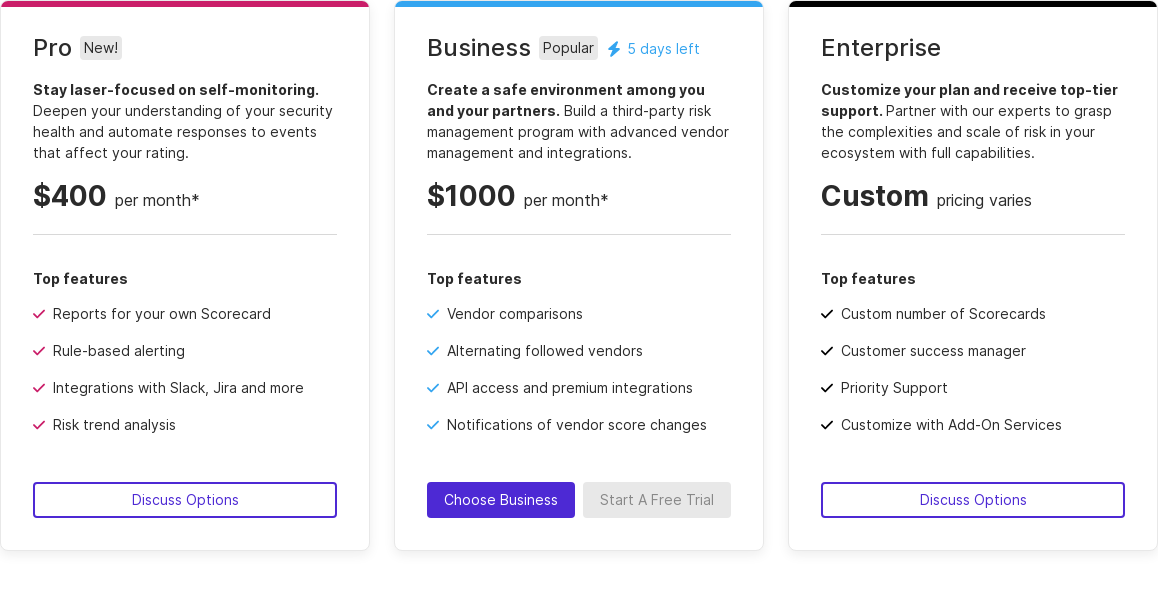 Pro New!
Stay laser-focused on self-monitoring.
Deepen your understanding of your security
health and automate responses to events
that affect your rating.
$400 per month*
Top features
Reports for your own Scorecard
Rule-based alerting
Integrations with Slack, Jira and more
Risk trend analysis
Discuss Options
Business Popular 5 days left
Create a safe environment among you
and your partners. Build a third-party risk
management program with advanced vendor
management and integrations.
$1000 per month*
Top features
Vendor comparisons
Alternating followed vendors
API access and premium integrations
Notifications of vendor score changes
Choose Business Start A Free Trial
Enterprise
Customize your plan and receive top-tier
support. Partner with our experts to grasp
the complexities and scale of risk in your
ecosystem with full capabilities.
Custom pricing varies
Top features
Custom number of Scorecards
Customer success manager
Priority Support
Customize with Add-On Services
Discuss Options